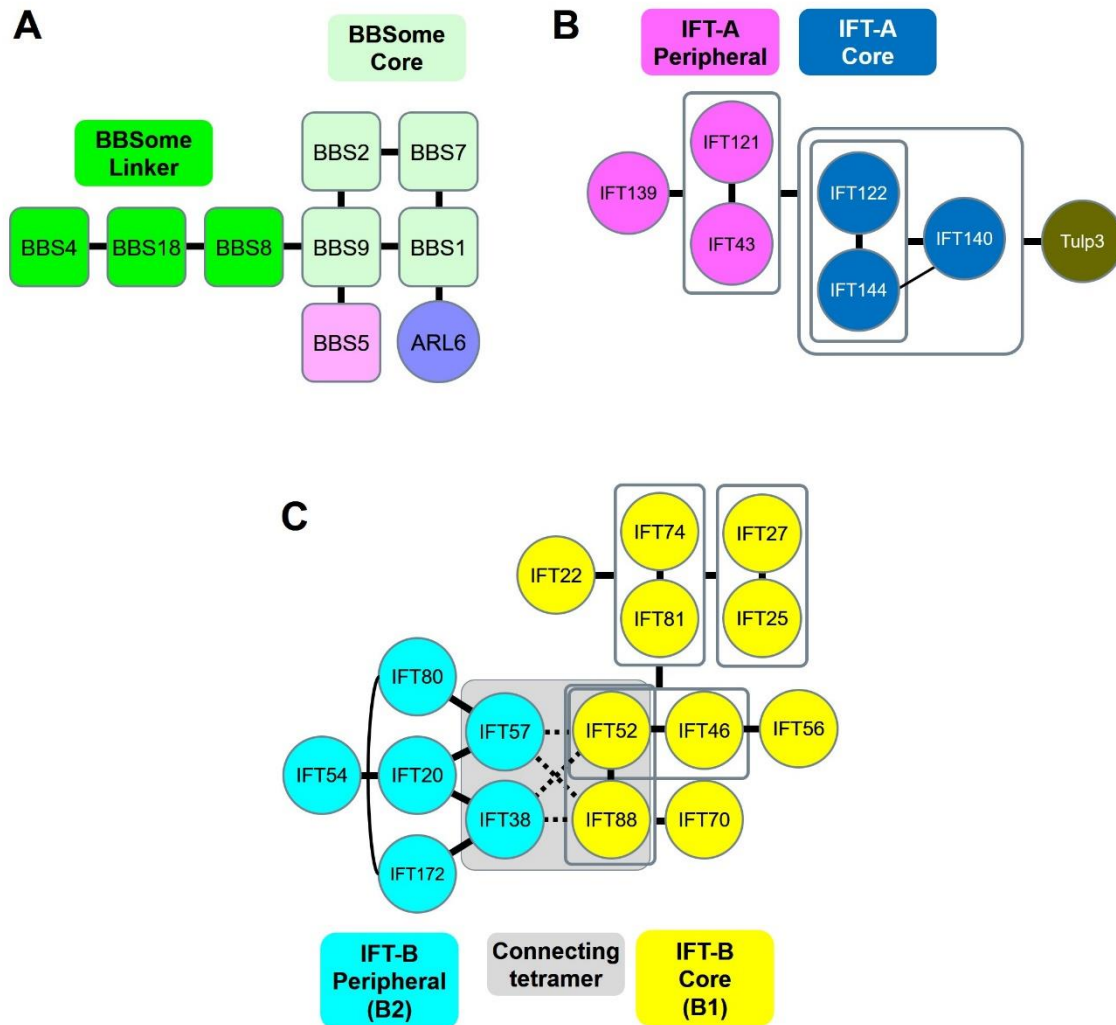 A
BBSome
Core
BBSome
Linker
BBS2
BBS7
BBS4
BBS18
BBS8
BBS9
BBS1
BBS5
ARL6
B
IFT-A
Peripheral
IFT-A
Core
IFT121
IFT139
IFT43
IFT122
IFT140
IFT144
Tulp3
C
IFT74
IFT27
IFT22
IFT81
IFT25
IFT80
IFT57
IFT52
IFT46
IFT56
IFT54
IFT20
IFT38
IFT88
IFT70
IFT172
IFT-B
Peripheral
(B2)
Connecting
tetramer
IFT-B
Core
(B1)